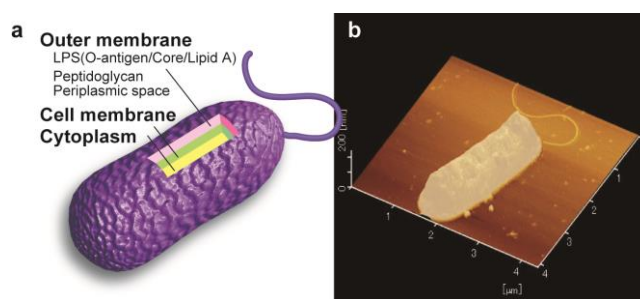 a
Outer membrane
LPS(O-antigen/Core/Lipid A)
Peptidoglycan
Periplasmic space
Cell membrane
Cytoplasm
b
200 [nm]
0
1
2
3
4
[µm]
4
3
2
1